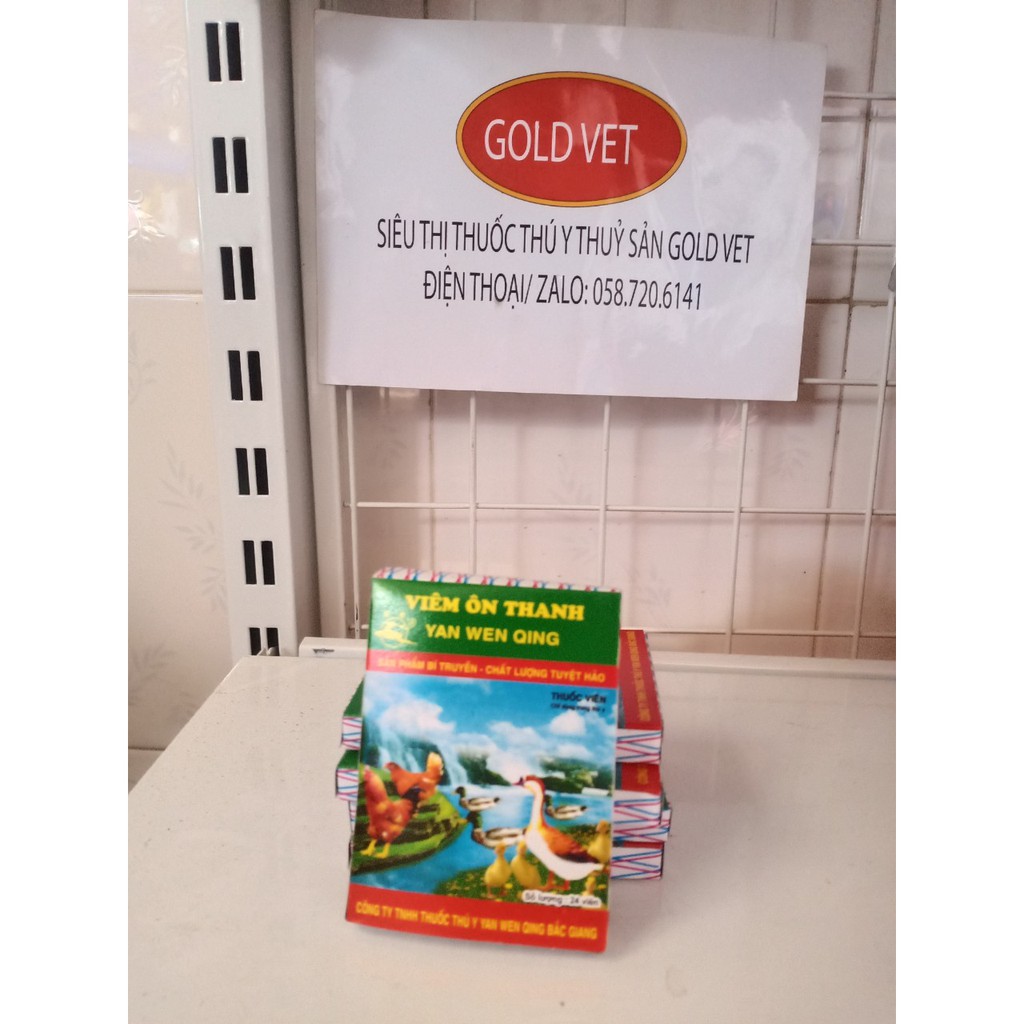 GOLD VET
SIÊU THỊ THUỐC THÚ Y THUỶ SẢN GOLD VET
ĐIỆN THOẠI/ ZALO: 058.720.6141
VIÊM ÔN THANH
YAN WEN QING
SẢN PHẨM BÍ TRUYỀN - CHẤT LƯỢNG TUYỆT HẢO
THUỐC VIÊN
Số lượng: 24 viên
CÔNG TY TNHH THUỐC THÚ Y YAN WEN QING BẮC GIANG